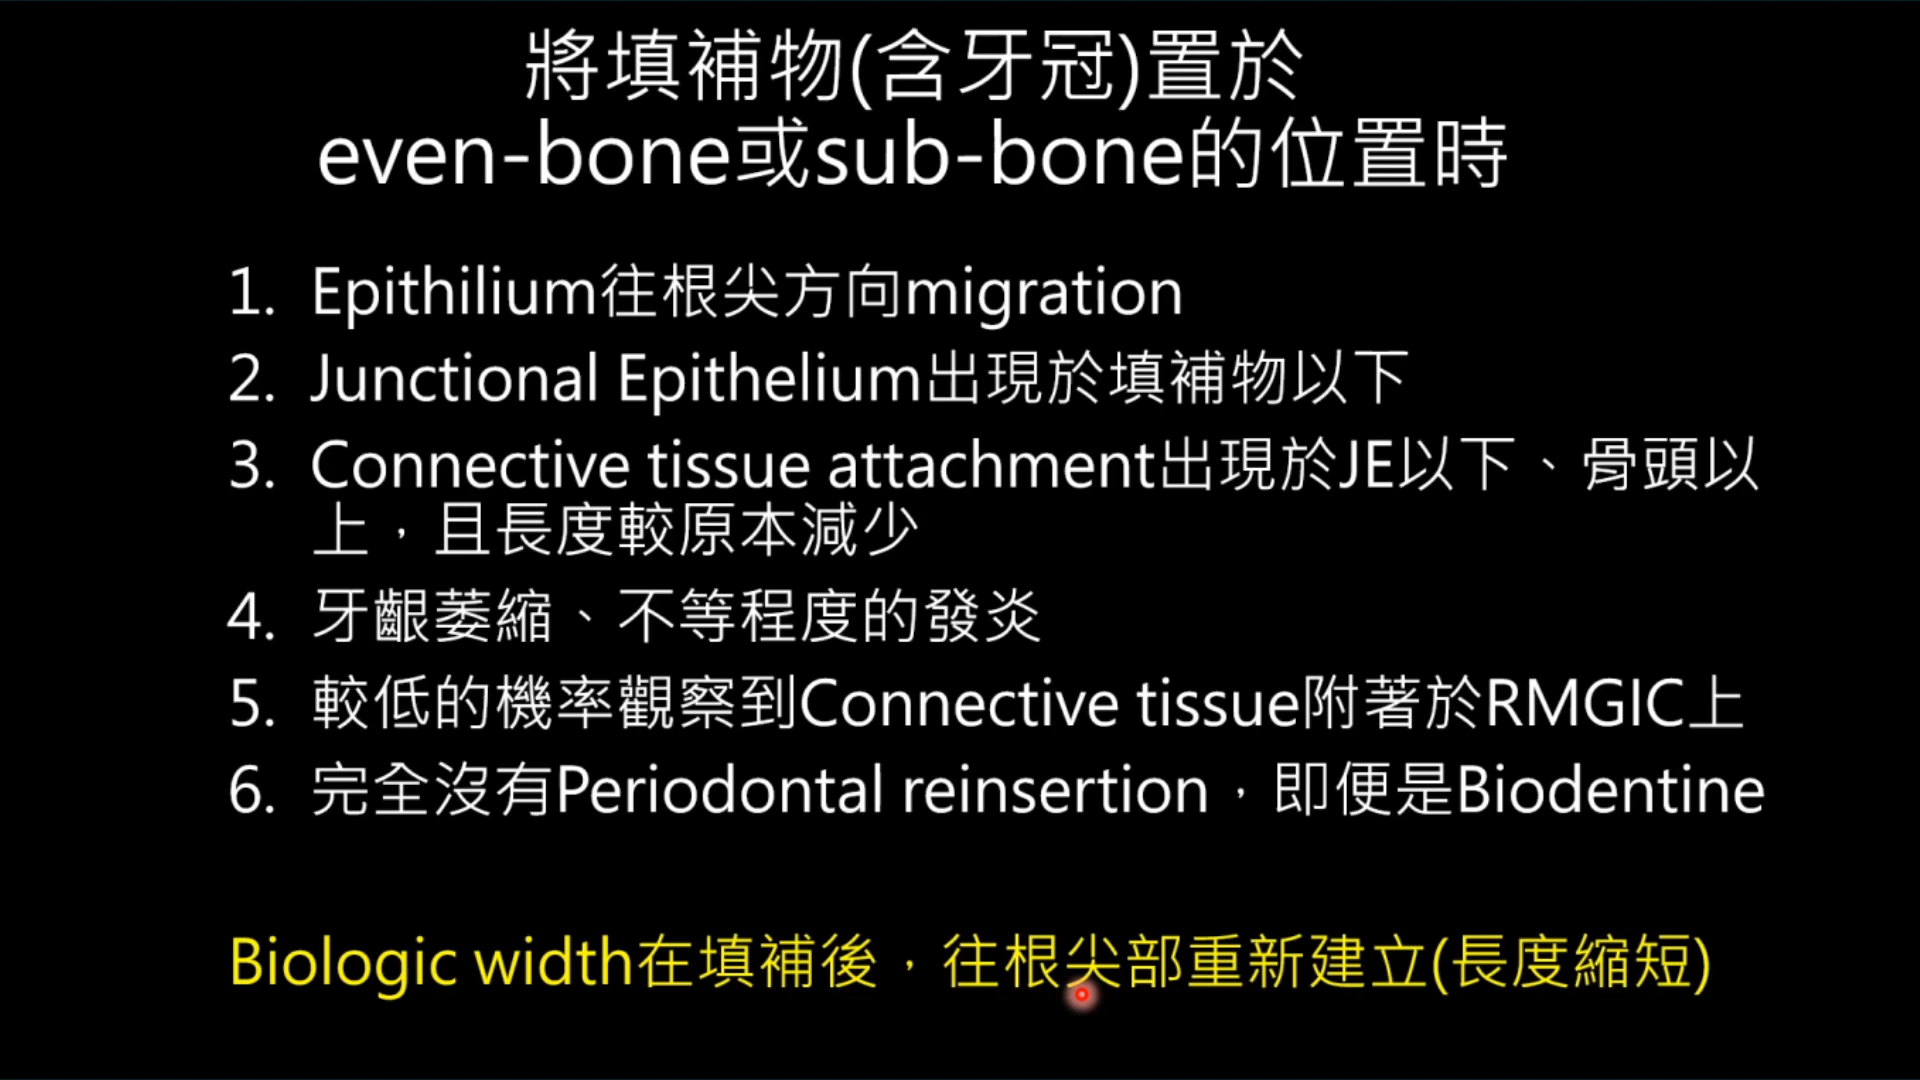 將填補物(含牙冠)置於
even-bone或sub-bone的位置時
1. Epithilium往根尖方向migration
2. Junctional Epithelium出現於填補物以下
3. Connective tissue attachment出現於JE以下、骨頭以
上，且長度較原本減少
4. 牙齦萎縮、不等程度的發炎
5. 較低的機率觀察到Connective tissue附著於RMGIC上
6. 完全沒有Periodontal reinsertion，即便是Biodentine
Biologic width在填補後，往根尖部重新建立(長度縮短)